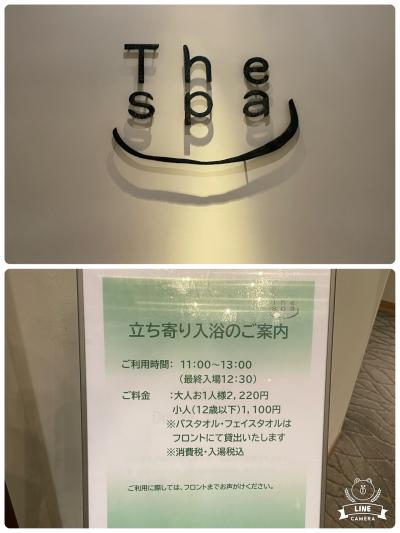 The
spa
the
spa
立ち寄り入浴のご案内
ご利用時間: 11:00～13:00
(最終入場12:30)
ご料金 :大人お1人様2,220円
小人(12歳以下)1,100円
※バスタオル・フェイスタオルは
フロントにて貸出いたします
※消費税・入湯税込
ご利用に際しては、フロントまでお声がけください。
LINE
CAMERA